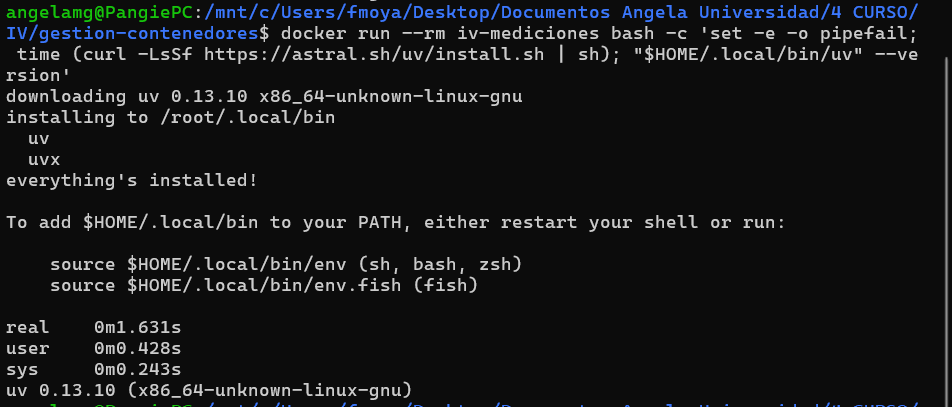 angelamg@PangiePC:/mnt/c/Users/fmoya/Desktop/Documentos Angela Universidad/4 CURSO/
IV/gestion-contenedores$ docker run --rm iv-mediciones bash -c 'set -e -o pipefail;
 time (curl -LsSf https://astral.sh/uv/install.sh | sh); "$HOME/.local/bin/uv" --ve
rsion'
downloading uv 0.13.10 x86_64-unknown-linux-gnu
installing to /root/.local/bin
  uv
  uvx
everything's installed!

To add $HOME/.local/bin to your PATH, either restart your shell or run:

    source $HOME/.local/bin/env (sh, bash, zsh)
    source $HOME/.local/bin/env.fish (fish)

real    0m1.631s
user    0m0.428s
sys     0m0.243s
uv 0.13.10 (x86_64-unknown-linux-gnu)